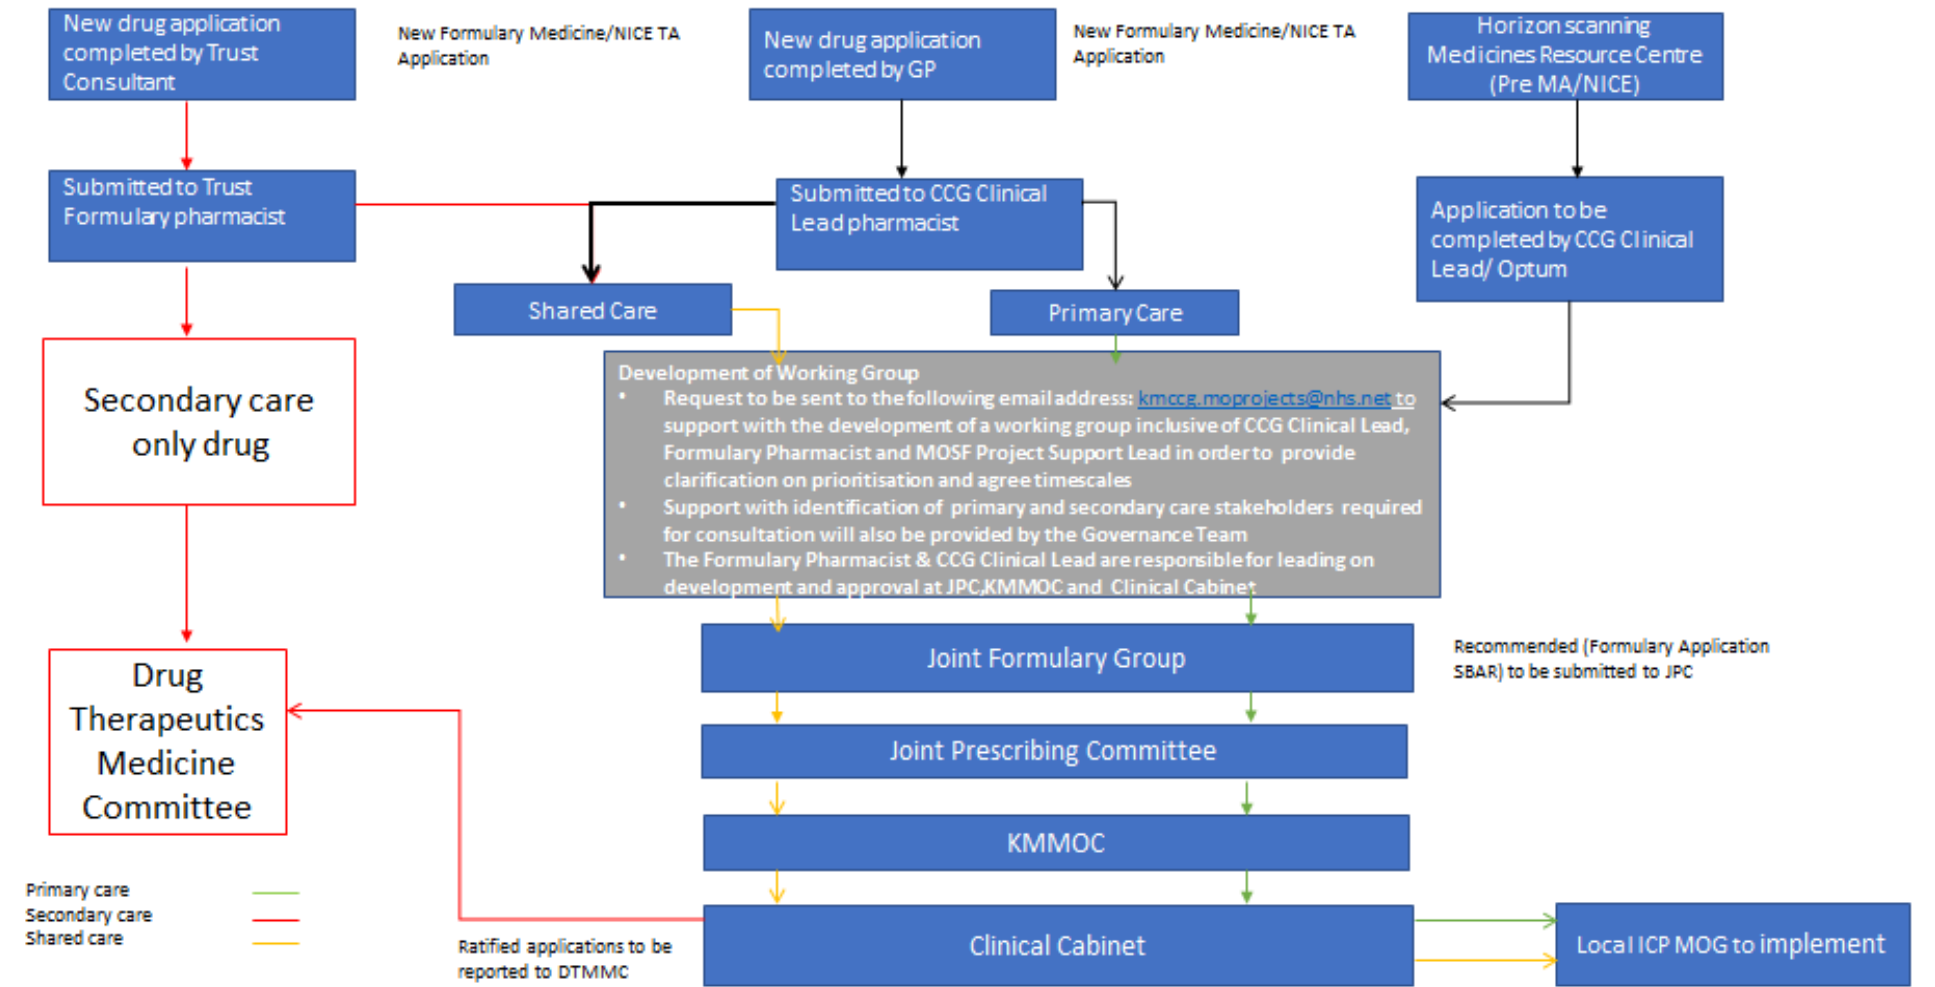 New drug application
completed by Trust
Consultant
New Formulary Medicine/NICE TA
Application
New drug application
completed by GP
New Formulary Medicine/NICE TA
Application
Horizon scanning
Medicines Resource Centre
(Pre MA/NICE)
Submitted to Trust
Formulary pharmacist
Submitted to CCG Clinical
Lead pharmacist
Application to be
completed by CCG Clinical
Lead/ Optum
Shared Care
Primary Care
Secondary care
only drug
Development of Working Group
• Request to be sent to the following email address: kmccg.moprojects@nhs.net to
support with the development of a working group inclusive of CCG Clinical Lead,
Formulary Pharmacist and MOSF Project Support Lead in order to provide
clarification on prioritisation and agree timescales
• Support with identification of primary and secondary care stakeholders required
for consultation will also be provided by the Governance Team
• The Formulary Pharmacist & CCG Clinical Lead are responsible for leading on
development and approval at JPC,KMMOC and Clinical Cabinet
Joint Formulary Group
Recommended (Formulary Application
SBAR) to be submitted to JPC
Drug
Therapeutics
Medicine
Committee
Joint Prescribing Committee
KMMOC
Primary care
Secondary care
Shared care
Ratified applications to be
reported to DTMMC
Clinical Cabinet
Local ICP MOG to implement